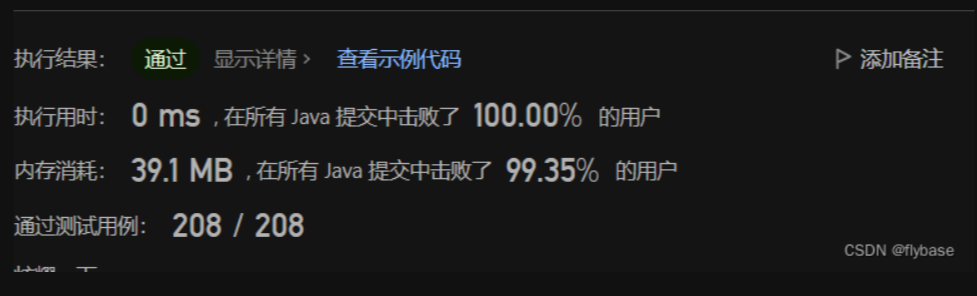 执行结果： 通过 显示详情 > 查看示例代码 添加备注
执行用时： 0 ms , 在所有 Java 提交中击败了 100.00% 的用户
内存消耗： 39.1 MB , 在所有 Java 提交中击败了 99.35% 的用户
通过测试用例： 208 / 208
CSDN @flybase